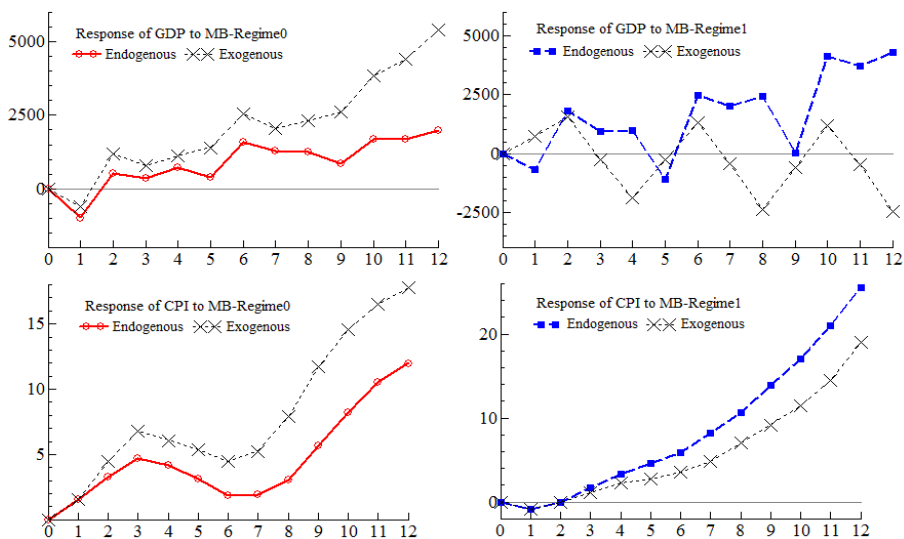 Response of GDP to MB-Regime0
Endogenous Exogenous
5000
2500
0
0 1 2 3 4 5 6 7 8 9 10 11 12
Response of GDP to MB-Regime1
Endogenous Exogenous
5000
2500
0
-2500
0 1 2 3 4 5 6 7 8 9 10 11 12
Response of CPI to MB-Regime0
Endogenous Exogenous
15
10
5
0 1 2 3 4 5 6 7 8 9 10 11 12
Response of CPI to MB-Regime1
Endogenous Exogenous
20
10
0
0 1 2 3 4 5 6 7 8 9 10 11 12